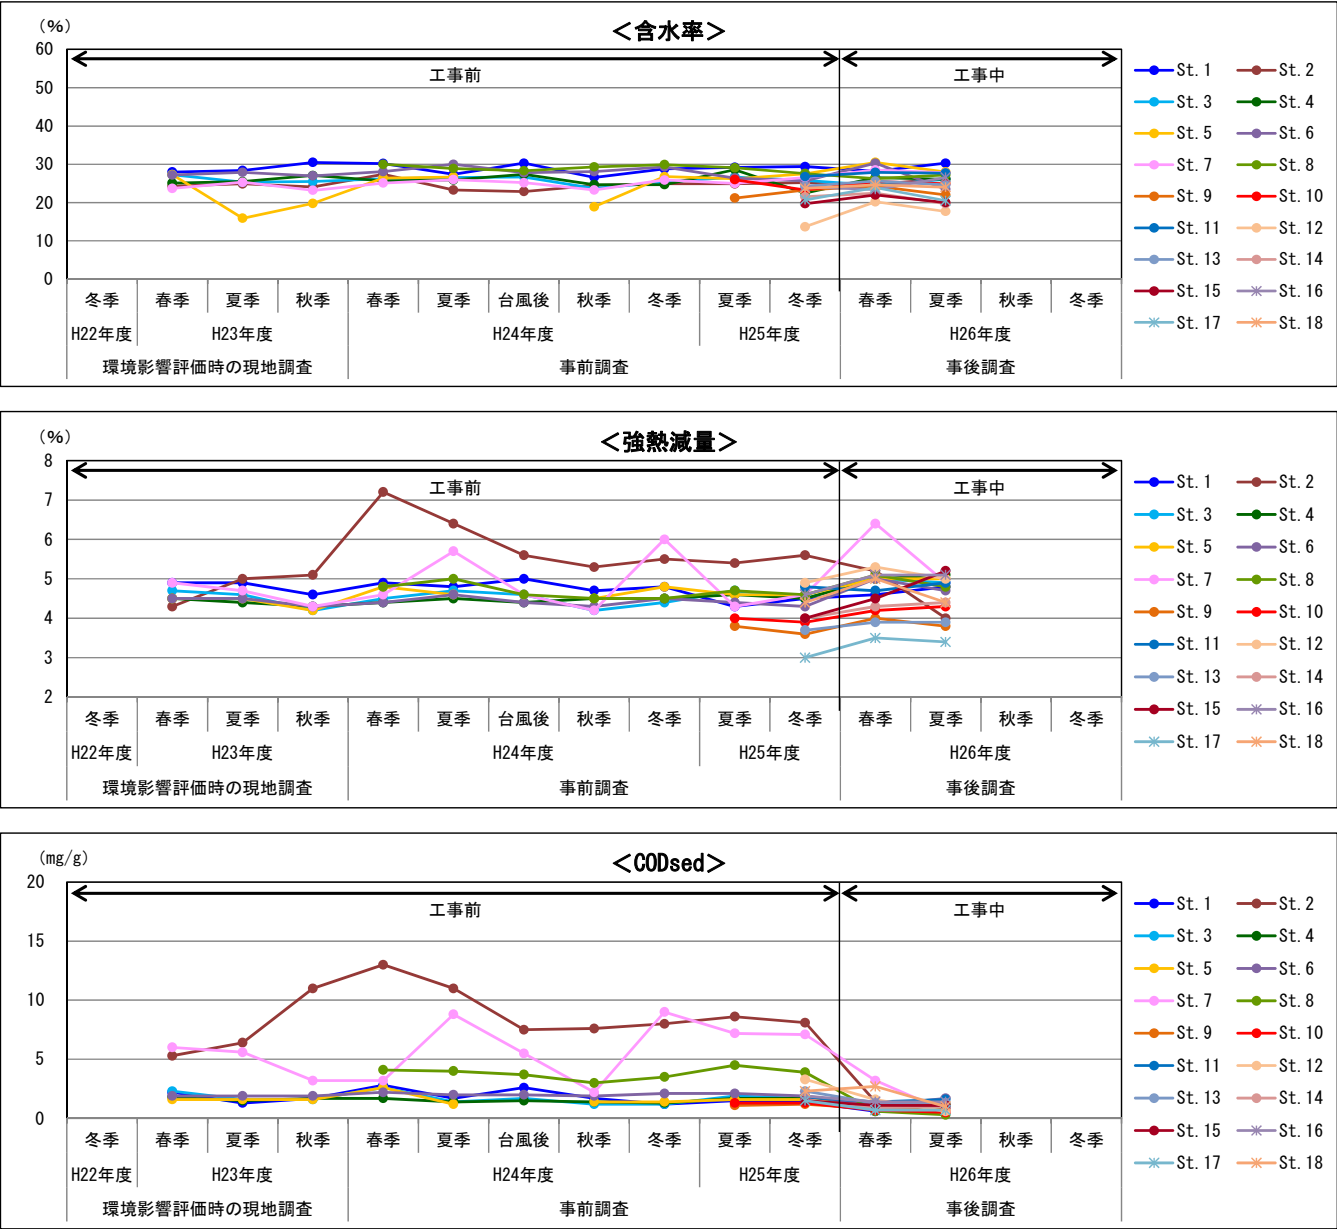 <含水率>
(%)
60
50
40
30
20
10
0
工事前 工事中
冬季 春季 夏季 秋季 春季 夏季 台風後 秋季 冬季 夏季 冬季 春季 夏季 秋季 冬季
H22年度 H23年度 H24年度 H25年度 H26年度
環境影響評価時の現地調査 事前調査 事後調査
St.1 St.2
St.3 St.4
St.5 St.6
St.7 St.8
St.9 St.10
St.11 St.12
St.13 St.14
St.15 St.16
St.17 St.18
<強熱減量>
(%)
8
7
6
5
4
3
2
工事前 工事中
冬季 春季 夏季 秋季 春季 夏季 台風後 秋季 冬季 夏季 冬季 春季 夏季 秋季 冬季
H22年度 H23年度 H24年度 H25年度 H26年度
環境影響評価時の現地調査 事前調査 事後調査
St.1 St.2
St.3 St.4
St.5 St.6
St.7 St.8
St.9 St.10
St.11 St.12
St.13 St.14
St.15 St.16
St.17 St.18
<CODsed>
(mg/g)
20
15
10
5
0
工事前 工事中
冬季 春季 夏季 秋季 春季 夏季 台風後 秋季 冬季 夏季 冬季 春季 夏季 秋季 冬季
H22年度 H23年度 H24年度 H25年度 H26年度
環境影響評価時の現地調査 事前調査 事後調査
St.1 St.2
St.3 St.4
St.5 St.6
St.7 St.8
St.9 St.10
St.11 St.12
St.13 St.14
St.15 St.16
St.17 St.18